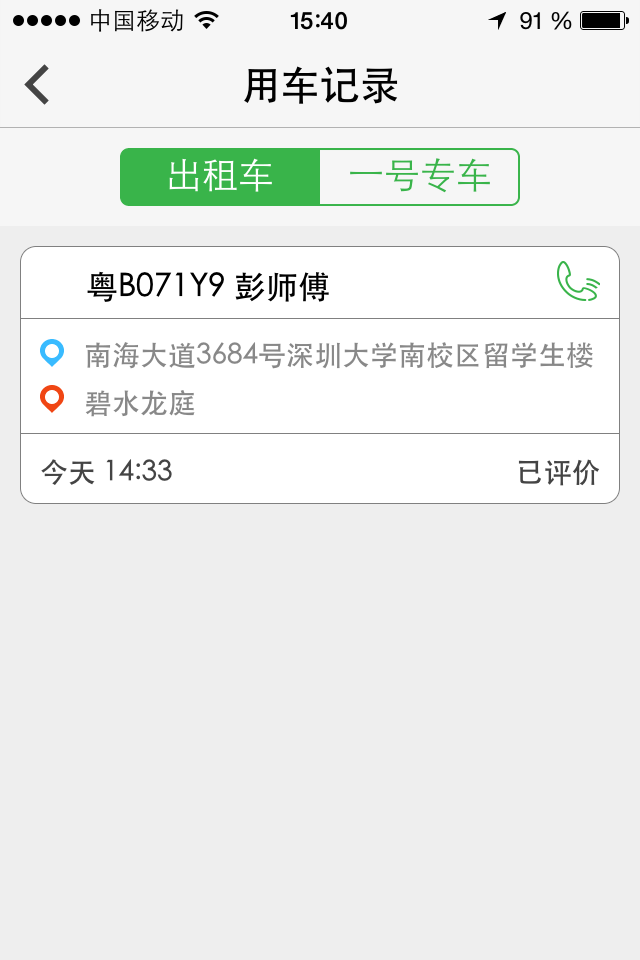 中国移动 15:40 91 %
用车记录
出租车 一号专车
粤B071Y9 彭师傅
南海大道3684号深圳大学南校区留学生楼
碧水龙庭
今天 14:33 已评价